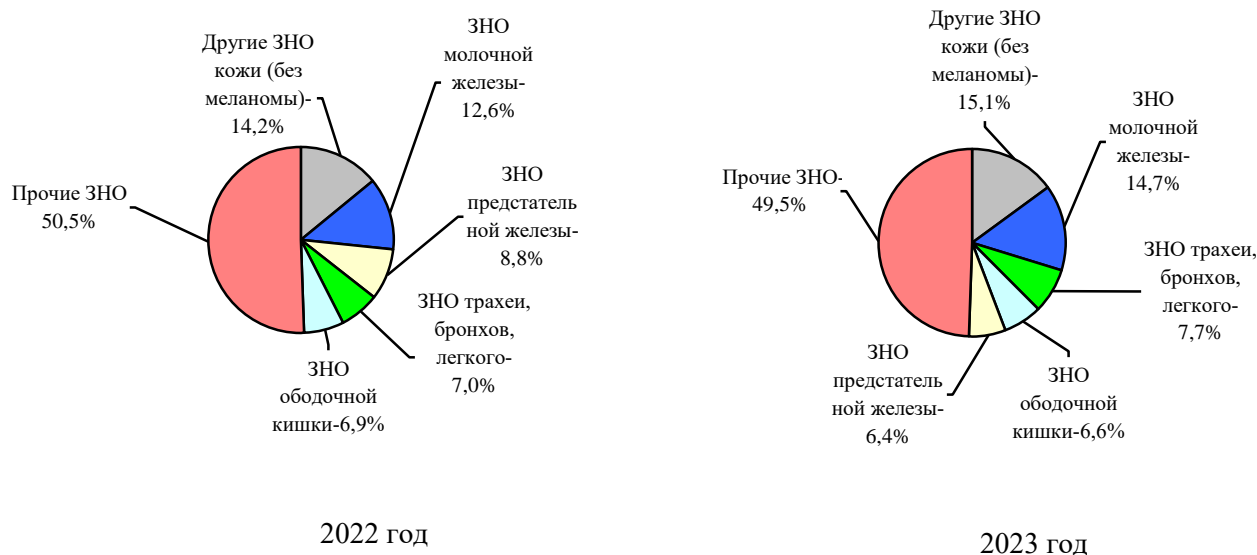 Другие ЗНО
кожи (без
меланомы)-
14,2%
ЗНО
молочной
железы-
12,6%
ЗНО
предстатель
ной железы-
8,8%
ЗНО трахеи,
бронхов,
легкого-
7,0%
ЗНО
ободочной
кишки-6,9%
Прочие ЗНО
50,5%
2022 год
Другие ЗНО
кожи (без
меланомы)-
15,1%
ЗНО
молочной
железы-
14,7%
ЗНО трахеи,
бронхов,
легкого-
7,7%
ЗНО
ободочной
кишки-6,6%
ЗНО
предстатель
ной железы-
6,4%
Прочие ЗНО-
49,5%
2023 год